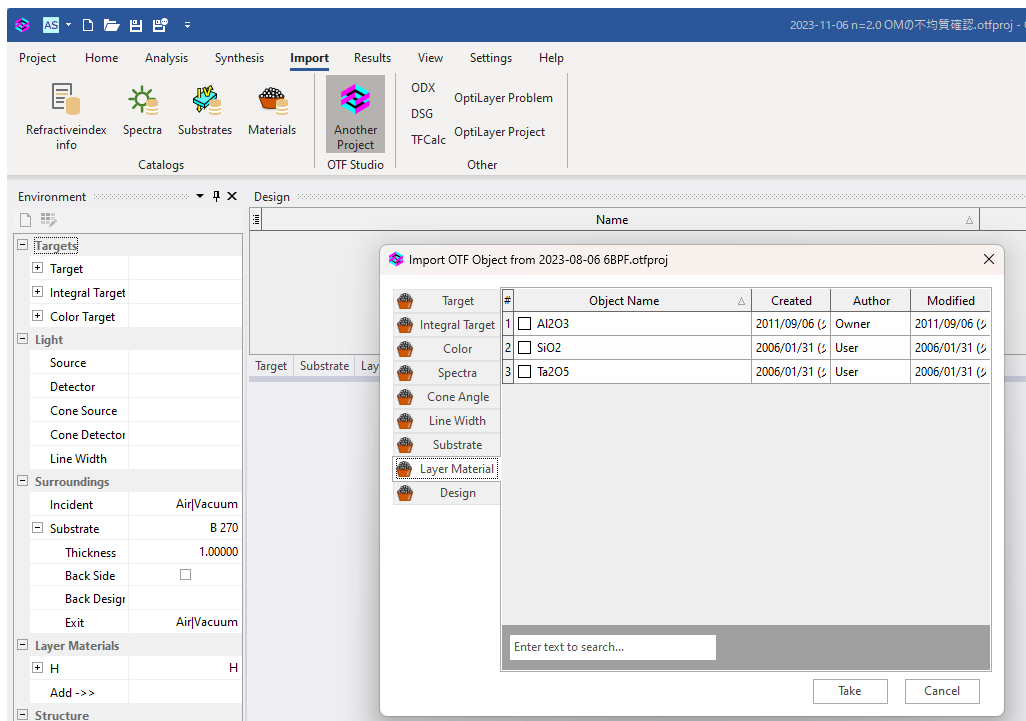 AS
2023-11-06 n=2.0 OMの不均質確認.otfproj -
Project Home Analysis Synthesis Import Results View Settings Help
Refractiveindex info
Spectra
Substrates
Materials
Catalogs
Another Project
OTF Studio
ODX
DSG
TFCalc
OptiLayer Problem
OptiLayer Project
Other
Environment
Targets
Target
Integral Target
Color Target
Light
Source
Detector
Cone Source
Cone Detector
Line Width
Surroundings
Incident Air|Vacuum
Substrate B 270
Thickness 1.00000
Back Side
Back Design
Exit Air|Vacuum
Layer Materials
H H
Add ->>
Structure
Design
Name
Target Substrate Lay
Import OTF Object from 2023-08-06 6BPF.otfproj
Target
Integral Target
Color
Spectra
Cone Angle
Line Width
Substrate
Layer Material
Design
# Object Name Created Author Modified
1 Al2O3 2011/09/06 ( Owner 2011/09/06 (
2 SiO2 2006/01/31 ( User 2006/01/31 (
3 Ta2O5 2006/01/31 ( User 2006/01/31 (
Enter text to search...
Take Cancel